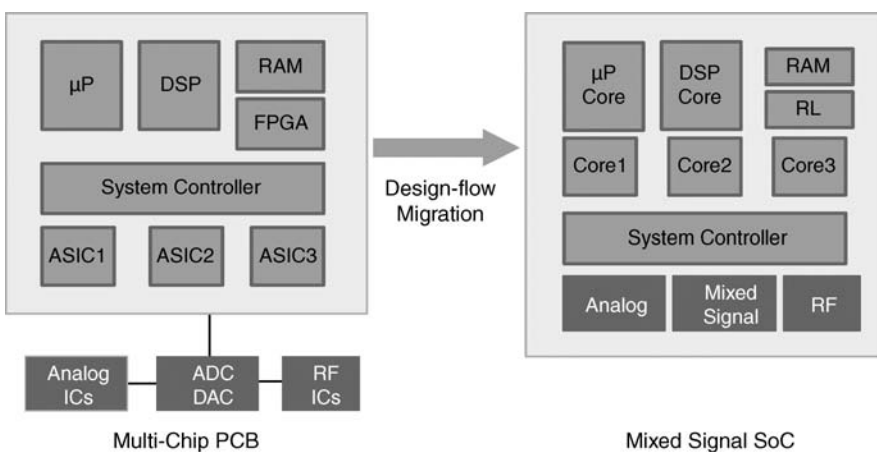 µP
DSP
RAM
FPGA
System Controller
ASIC1
ASIC2
ASIC3
Analog
ICs
ADC
DAC
RF
ICs
Multi-Chip PCB
Design-flow
Migration
µP
Core
DSP
Core
RAM
RL
Core1
Core2
Core3
System Controller
Analog
Mixed
Signal
RF
Mixed Signal SoC